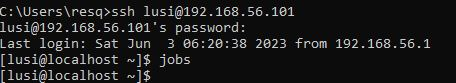 C:\Users\resq>ssh lusi@192.168.56.101
lusi@192.168.56.101's password:
Last login: Sat Jun  3 06:20:38 2023 from 192.168.56.1
[lusi@localhost ~]$ jobs
[lusi@localhost ~]$